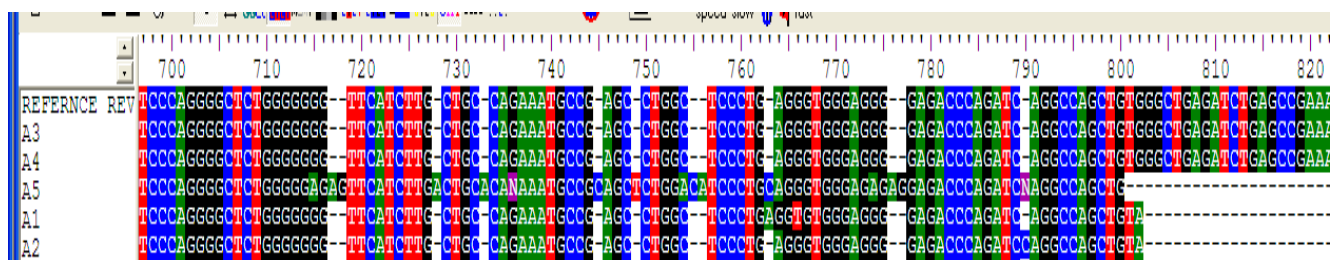 speed slow fast
700 710 720 730 740 750 760 770 780 790 800 810 820
REFERNCE REV TCCCAGGGGCTCTGGGGGGG--TTCATCTTG-CTGC-CAGAAATGCCG-AGC-CTGGC--TCCCTG-AGGGTGGGAGGG--GAGACCCAGATC-AGGCCAGCTGTGGGCTGAGATCTGAGCCGAAA
A3 TCCCAGGGGCTCTGGGGGGG--TTCATCTTG-CTGC-CAGAAATGCCG-AGC-CTGGC--TCCCTG-AGGGTGGGAGGG--GAGACCCAGATC-AGGCCAGCTGTGGGCTGAGATCTGAGCCGAAA
A4 TCCCAGGGGCTCTGGGGGGG--TTCATCTTG-CTGC-CAGAAATGCCG-AGC-CTGGC--TCCCTG-AGGGTGGGAGGG--GAGACCCAGATC-AGGCCAGCTGTGGGCTGAGATCTGAGCCGAAA
A5 TCCCAGGGGCTCTGGGGGAGAGTTCATCTTGACTGCACANAAATGCCGCAGCTCTGGACATCCCTGCAGGGTGGGAGAGAGGAGACCCAGATCNAGGCCAGCTG---------------------
A1 TCCCAGGGGCTCTGGGGGGG--TTCATCTTG-CTGC-CAGAAATGCCG-AGC-CTGGC--TCCCTGAGGTGTGGGAGGG--GAGACCCAGATC-AGGCCAGCTGTA-------------------
A2 TCCCAGGGGCTCTGGGGGGG--TTCATCTTG-CTGC-CAGAAATGCCG-AGC-CTGGC--TCCCTG-AGGGTGGGAGGG--GAGACCCAGATCCAGGCCAGCTGTA-------------------